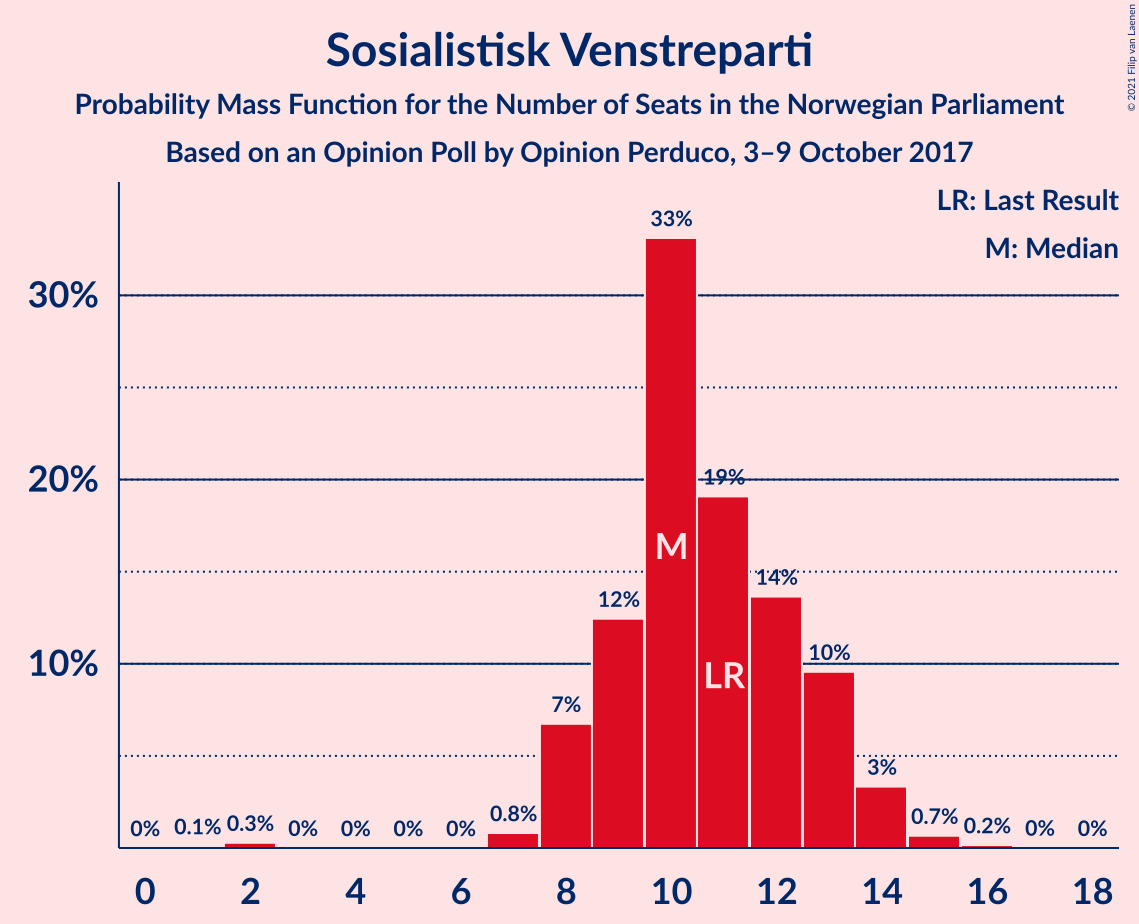 Sosialistisk Venstreparti
Probability Mass Function for the Number of Seats in the Norwegian Parliament
Based on an Opinion Poll by Opinion Perduco, 3–9 October 2017
© 2021 Filip van Laenen
LR: Last Result
M: Median
33%
30%
20%
19%
M
14%
12%
10%
10%
LR
7%
3%
0% 0.1% 0.3% 0% 0% 0% 0% 0.8% 0.7% 0.2% 0% 0%
0 2 4 6 8 10 12 14 16 18